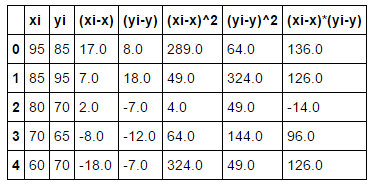 xi yi (xi-x) (yi-y) (xi-x)^2 (yi-y)^2 (xi-x)*(yi-y)
0 95 85 17.0 8.0 289.0 64.0 136.0
1 85 95 7.0 18.0 49.0 324.0 126.0
2 80 70 2.0 -7.0 4.0 49.0 -14.0
3 70 65 -8.0 -12.0 64.0 144.0 96.0
4 60 70 -18.0 -7.0 324.0 49.0 126.0